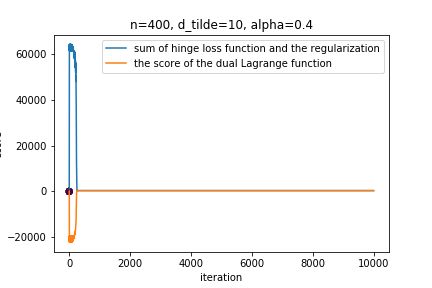 n=400, d_tilde=10, alpha=0.4
sum of hinge loss function and the regularization
the score of the dual Lagrange function
60000
40000
20000
0
−20000
0
2000
4000
6000
8000
10000
iteration